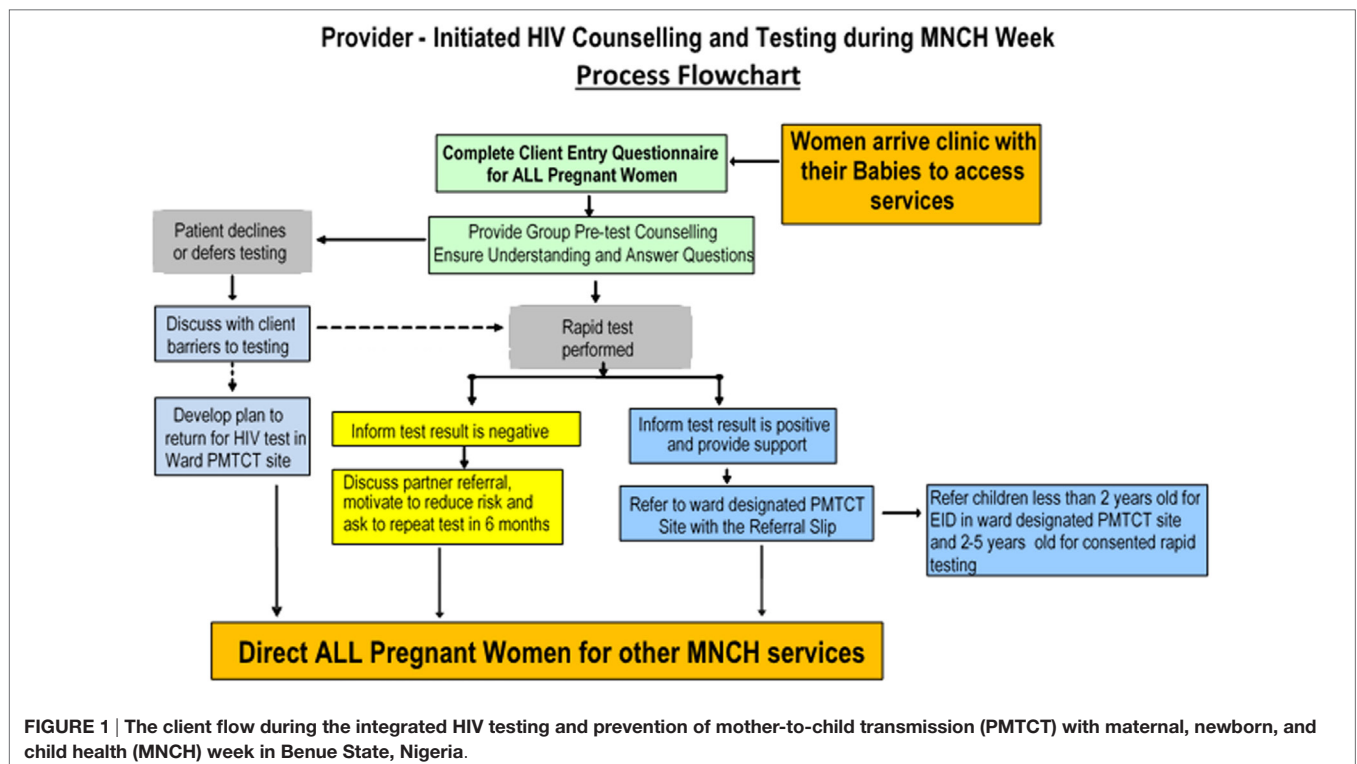 Provider - Initiated HIV Counselling and Testing during MNCH Week
Process Flowchart
Women arrive clinic with
their Babies to access
services
Complete Client Entry Questionnaire
for ALL Pregnant Women
Provide Group Pre-test Counselling
Ensure Understanding and Answer Questions
Patient declines
or defers testing
Discuss with client
barriers to testing
Rapid test
performed
Develop plan to
return for HIV test in
Ward PMTCT site
Inform test result is negative
Inform test result is positive
and provide support
Discuss partner referral,
motivate to reduce risk and
ask to repeat test in 6 months
Refer to ward designated PMTCT
Site with the Referral Slip
Refer children less than 2 years old for
EID in ward designated PMTCT site
and 2-5 years old for consented rapid
testing
Direct ALL Pregnant Women for other MNCH services
FIGURE 1 | The client flow during the integrated HIV testing and prevention of mother-to-child transmission (PMTCT) with maternal, newborn, and
child health (MNCH) week in Benue State, Nigeria.